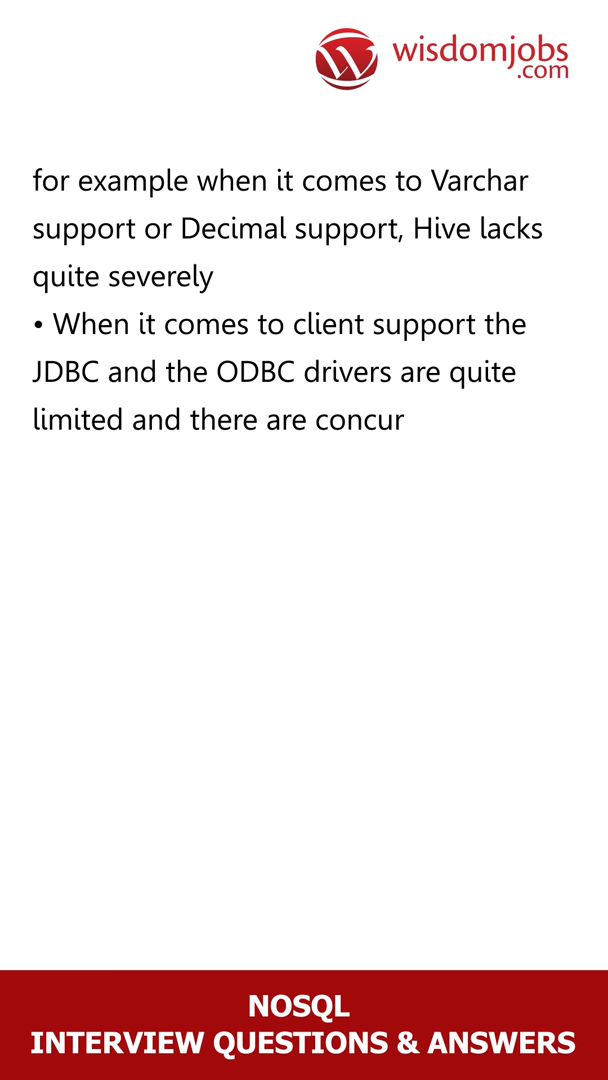 wisdomjobs
.com
for example when it comes to Varchar
support or Decimal support, Hive lacks
quite severely
• When it comes to client support the
JDBC and the ODBC drivers are quite
limited and there are concur
NOSQL
INTERVIEW QUESTIONS & ANSWERS